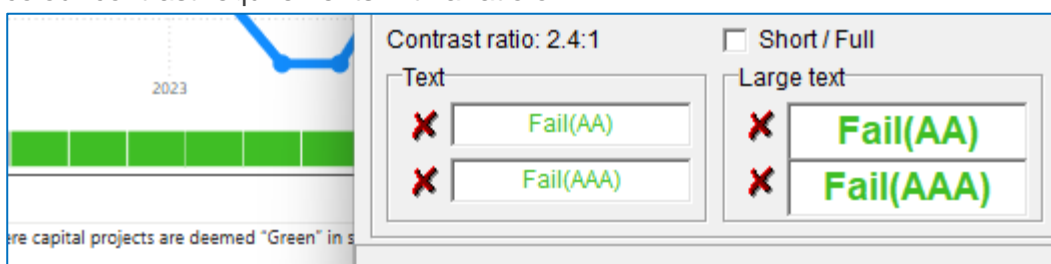 Contrast ratio: 2.4:1
Short / Full
Text
Fail(AA)
Fail(AAA)
Large text
Fail(AA)
Fail(AAA)
2023
ere capital projects are deemed "Green" in s